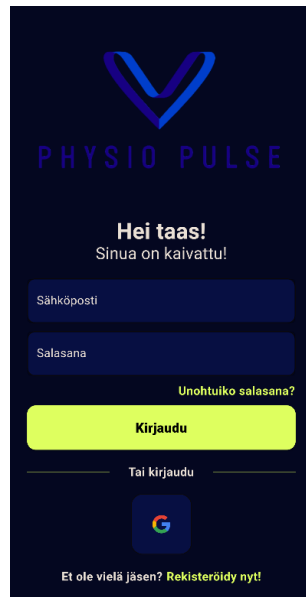 PHYSIO PULSE
Hei taas!
Sinua on kaivattu!
Sähköposti
Salasana
Unohtuiko salasana?
Kirjaudu
Tai kirjaudu
G
Et ole vielä jäsen? Rekisteröidy nyt!